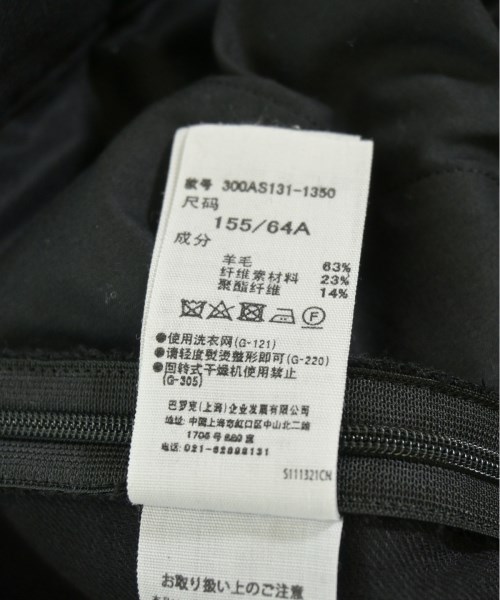 款号 300AS131-1350
尺码
155/64A
成分
羊毛 63%
纤维素材料 23%
聚酯纤维 14%
●使用洗衣网(G-121)
●请轻度熨烫整形即可(G-220)
●回转式干燥机使用禁止
(G-305)
巴罗克(上海)企业发展有限公司
地址: 中国上海市虹口区中山北二路
1705号
电话: 021-62898131
S111321CN
お取り扱い上のご注意